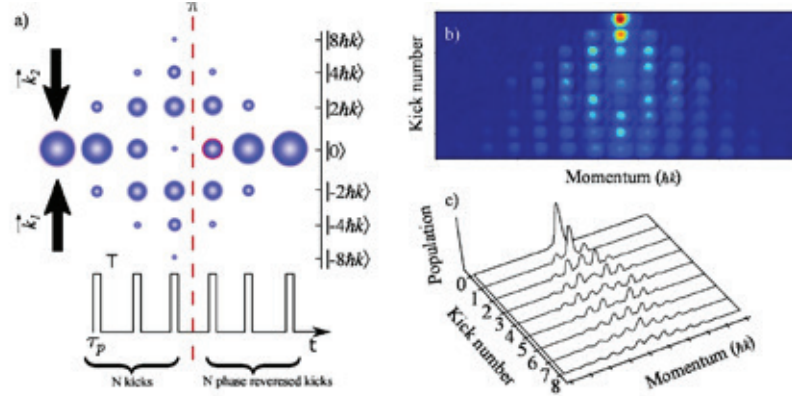 a)
π
k₂
k₁
|8ħk⟩
|4ħk⟩
|2ħk⟩
|0⟩
|-2ħk⟩
|-4ħk⟩
|-8ħk⟩
T
τp
t
N kicks
N phase reveresed kicks
b)
Kick number
Momentum (ħk)
c)
Population
0
1
2
3
4
5
6
7
8
Kick number
Momentum (ħk)